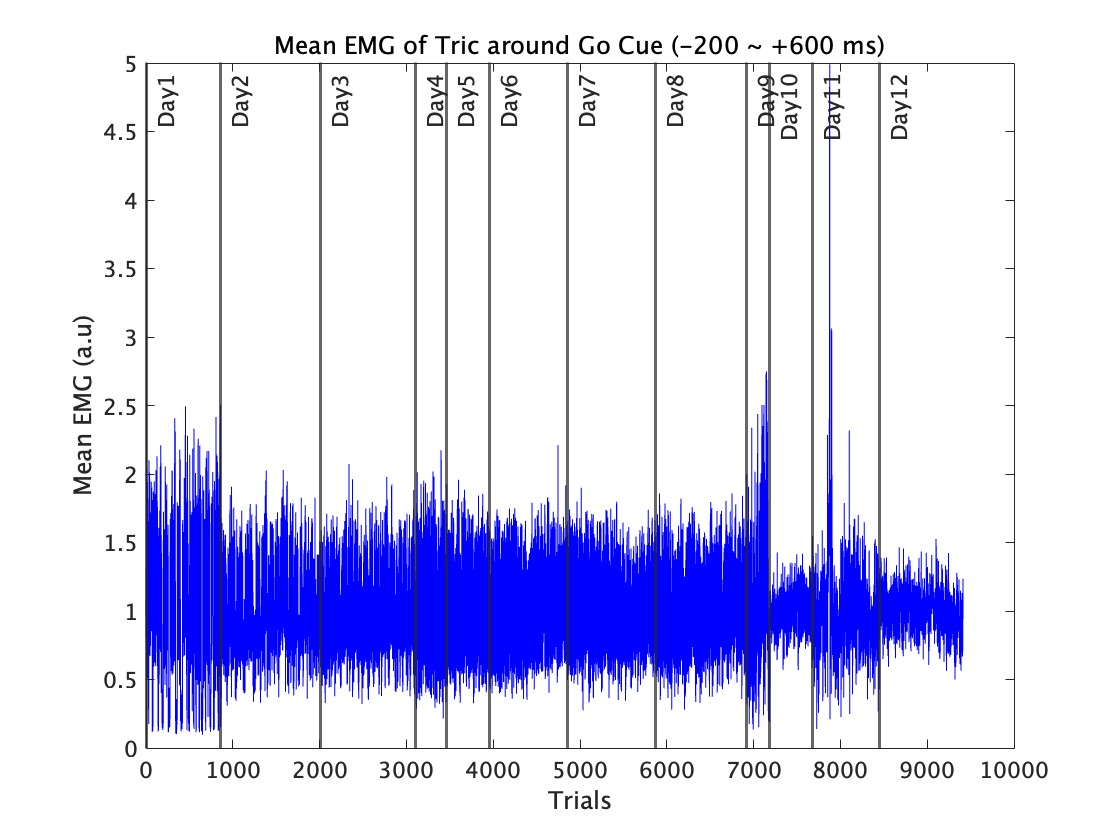 Mean EMG of Tric around Go Cue (-200 ~ +600 ms)
5
4.5
4
3.5
3
2.5
2
1.5
1
0.5
0
Mean EMG (a.u)
Day1
Day2
Day3
Day4
Day5
Day6
Day7
Day8
Day9
Day10
Day11
Day12
0 1000 2000 3000 4000 5000 6000 7000 8000 9000 10000
Trials